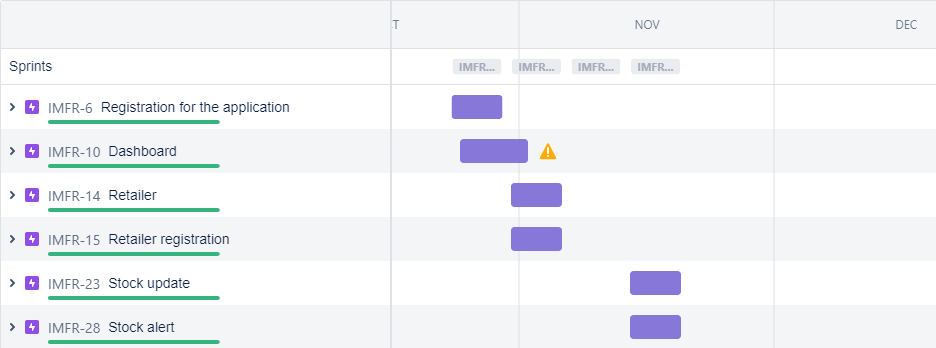 T NOV DEC
Sprints IMFR... IMFR... IMFR... IMFR...
IMFR-6 Registration for the application
IMFR-10 Dashboard
IMFR-14 Retailer
IMFR-15 Retailer registration
IMFR-23 Stock update
IMFR-28 Stock alert